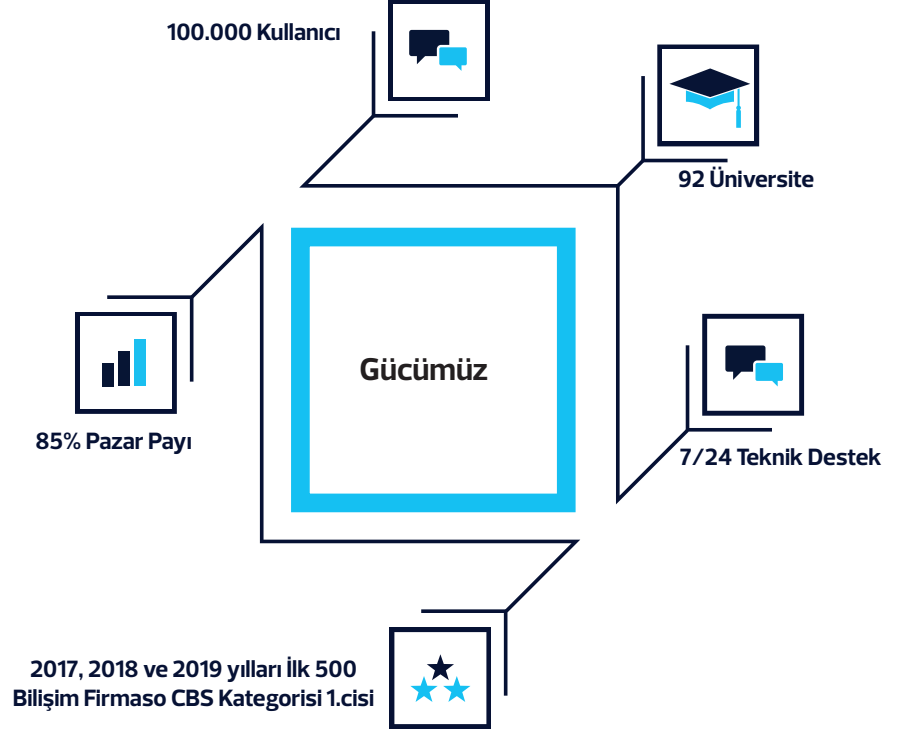 100.000 Kullanıcı
92 Üniversite
Gücümüz
85% Pazar Payı
7/24 Teknik Destek
2017, 2018 ve 2019 yılları İlk 500
Bilişim Firmaso CBS Kategorisi 1.cisi